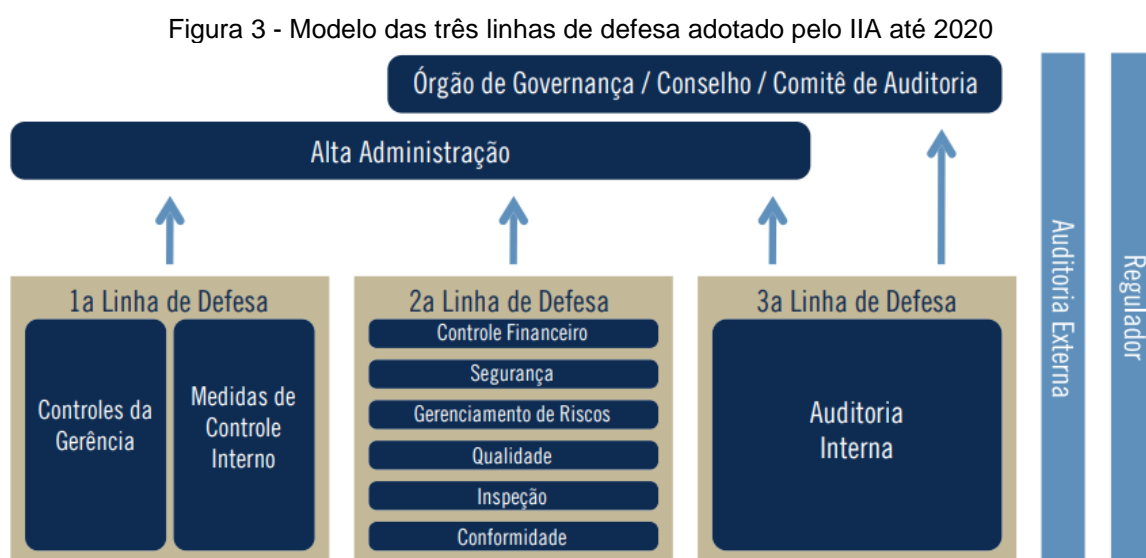 Figura 3 - Modelo das três linhas de defesa adotado pelo IIA até 2020
Órgão de Governança / Conselho / Comitê de Auditoria
Alta Administração
1a Linha de Defesa
Controles da
Gerência
Medidas de
Controle
Interno
2a Linha de Defesa
Controle Financeiro
Segurança
Gerenciamento de Riscos
Qualidade
Inspeção
Conformidade
3a Linha de Defesa
Auditoria
Interna
Auditoria Externa
Regulador